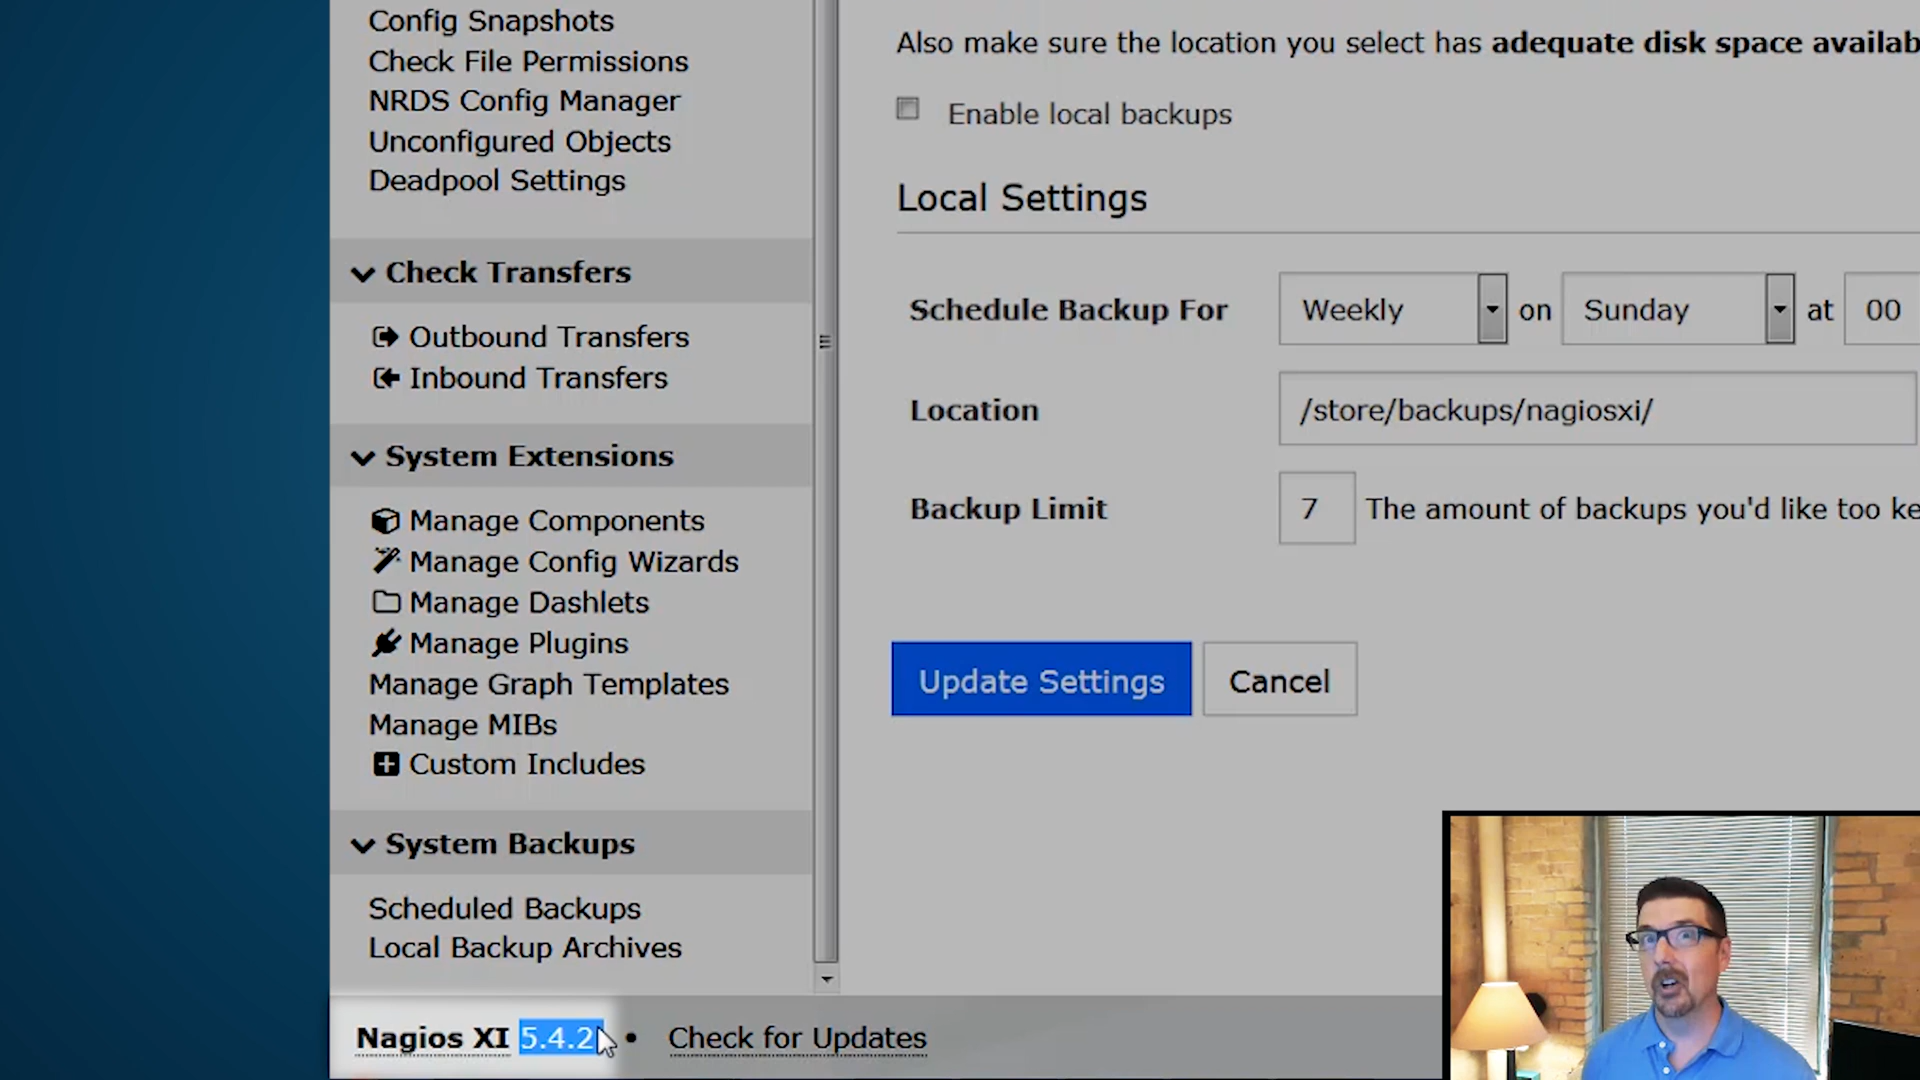 Config Snapshots
Check File Permissions
NRDS Config Manager
Unconfigured Objects
Deadpool Settings
Check Transfers
Outbound Transfers
Inbound Transfers
System Extensions
Manage Components
Manage Config Wizards
Manage Dashlets
Manage Plugins
Manage Graph Templates
Manage MIBs
Custom Includes
System Backups
Scheduled Backups
Local Backup Archives
Also make sure the location you select has adequate disk space availab
Enable local backups
Local Settings
Schedule Backup For Weekly on Sunday at 00
Location /store/backups/nagiosxi/
Backup Limit 7 The amount of backups you'd like too ke
Update Settings Cancel
Nagios XI 5.4.2 • Check for Updates